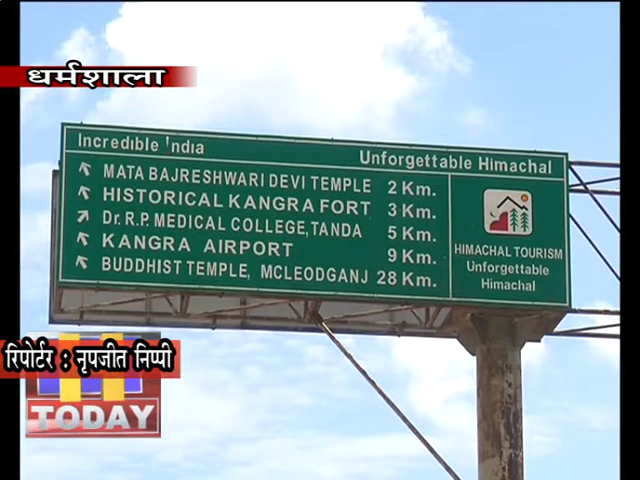 धर्मशाला
Incredible India
Unforgettable Himachal
MATA BAJRESHWARI DEVI TEMPLE 2 Km.
HISTORICAL KANGRA FORT 3 Km.
Dr. R.P. MEDICAL COLLEGE, TANDA 5 Km.
KANGRA AIRPORT 9 Km.
BUDDHIST TEMPLE, MCLEODGANJ 28 Km.
HIMACHAL TOURISM
Unforgettable
Himachal
रिपोर्टर : नृपजीत निप्पी
TODAY